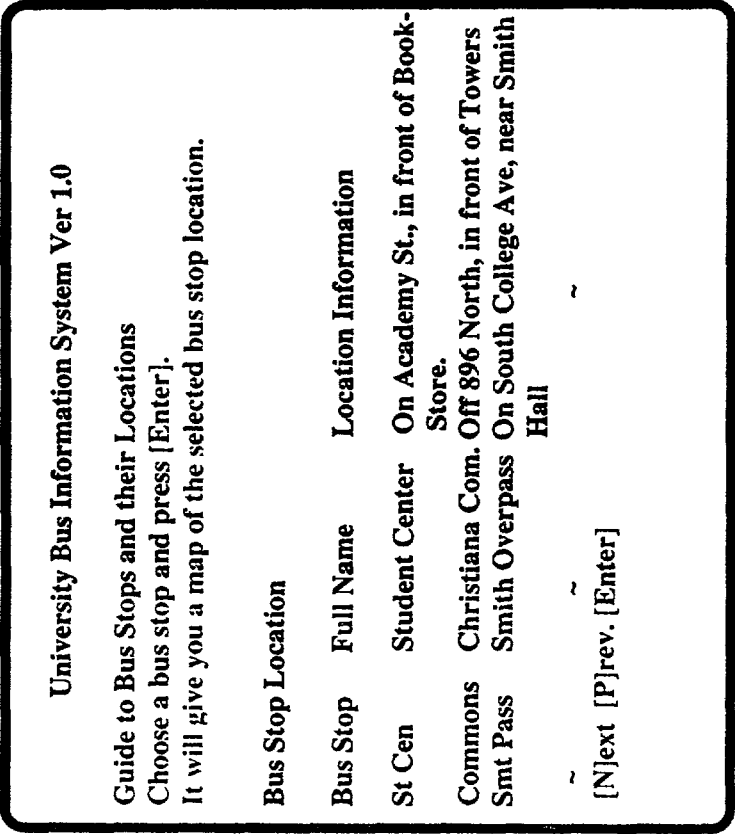 University Bus Information System Ver 1.0
Guide to Bus Stops and their Locations
Choose a bus stop and press [Enter].
It will give you a map of the selected bus stop location.
Bus Stop Location
Bus Stop Full Name Location Information
St Cen Student Center On Academy St., in front of Book-
Store.
Commons Christiana Com. Off 896 North, in front of Towers
Smt Pass Smith Overpass On South College Ave, near Smith
Hall
~ ~ ~
[N]ext [P]rev. [Enter]